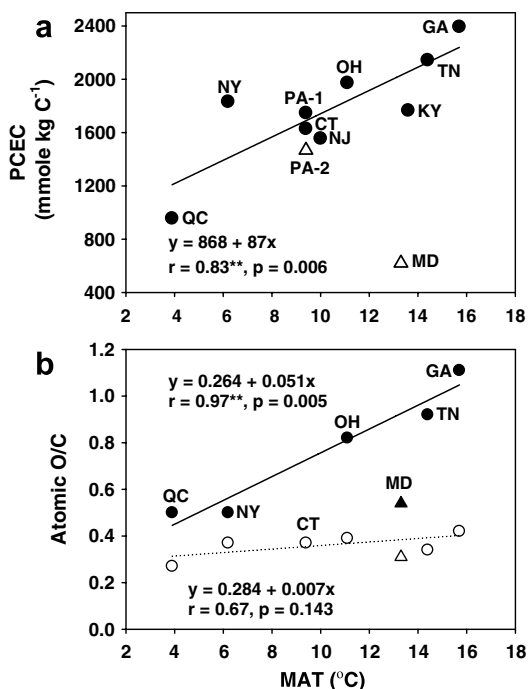 a
PCEC
(mmole kg C⁻¹)
2400
2000
1600
1200
800
400
GA
TN
OH
NY
PA-1
KY
CT
NJ
PA-2
QC
MD
y = 868 + 87x
r = 0.83**, p = 0.006
2 4 6 8 10 12 14 16 18
b
Atomic O/C
1.2
1.0
0.8
0.6
0.4
0.2
0.0
y = 0.264 + 0.051x
r = 0.97**, p = 0.005
GA
TN
OH
MD
QC
NY
CT
y = 0.284 + 0.007x
r = 0.67, p = 0.143
2 4 6 8 10 12 14 16 18
MAT (°C)